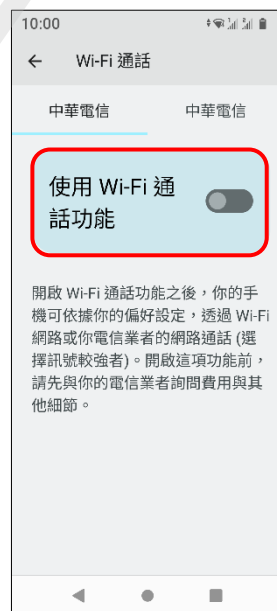 10:00
Wi-Fi 通話
中華電信 中華電信
使用 Wi-Fi 通
話功能
開啟 Wi-Fi 通話功能之後，你的手
機可依據你的偏好設定，透過 Wi-Fi
網路或你電信業者的網路通話 (選
擇訊號較強者)。開啟這項功能前，
請先與你的電信業者詢問費用與其
他細節。